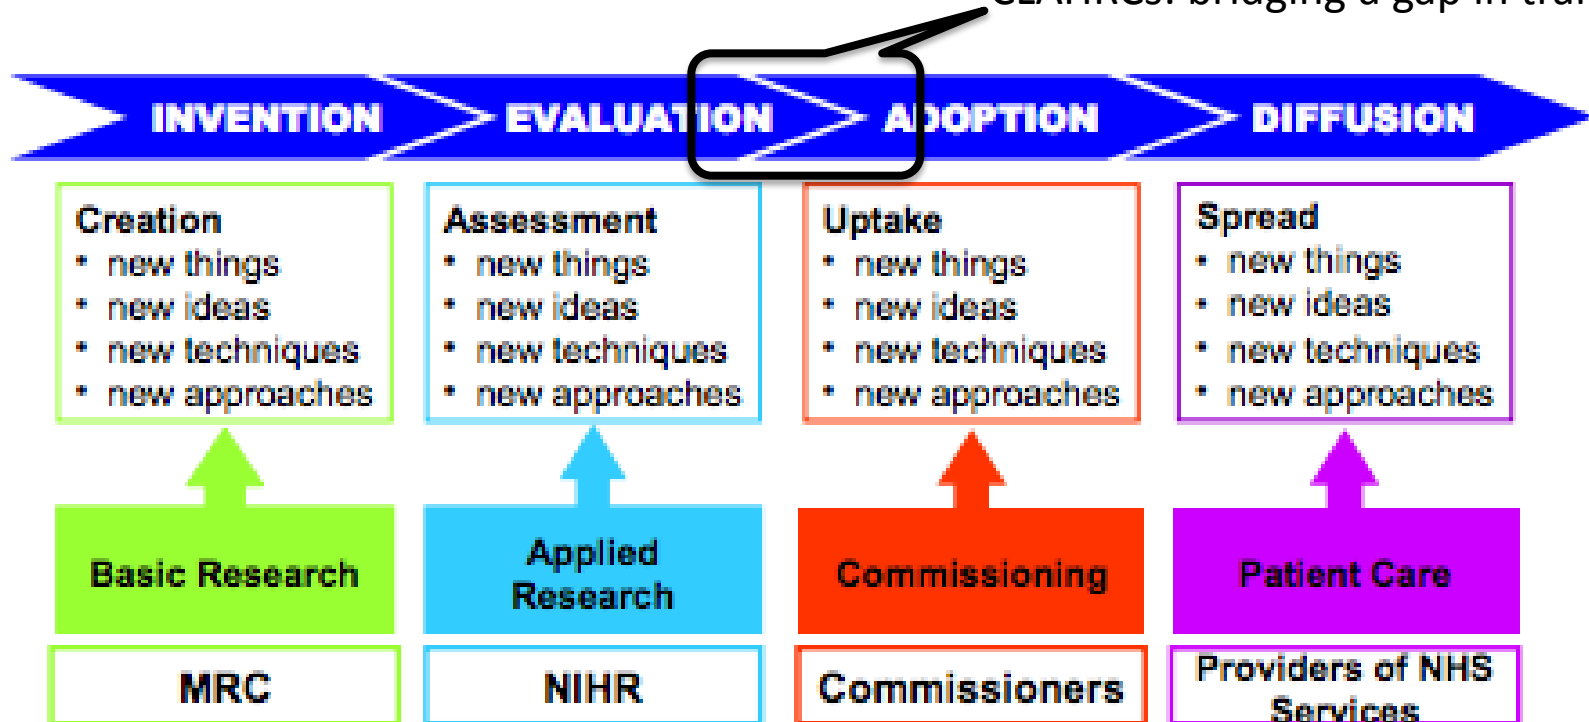 bridging a gap in
INVENTION EVALUATION ADOPTION DIFFUSION
Creation
• new things
• new ideas
• new techniques
• new approaches
Assessment
• new things
• new ideas
• new techniques
• new approaches
Uptake
• new things
• new ideas
• new techniques
• new approaches
Spread
• new things
• new ideas
• new techniques
• new approaches
Basic Research
Applied
Research
Commissioning
Patient Care
MRC
NIHR
Commissioners
Providers of NHS
Services